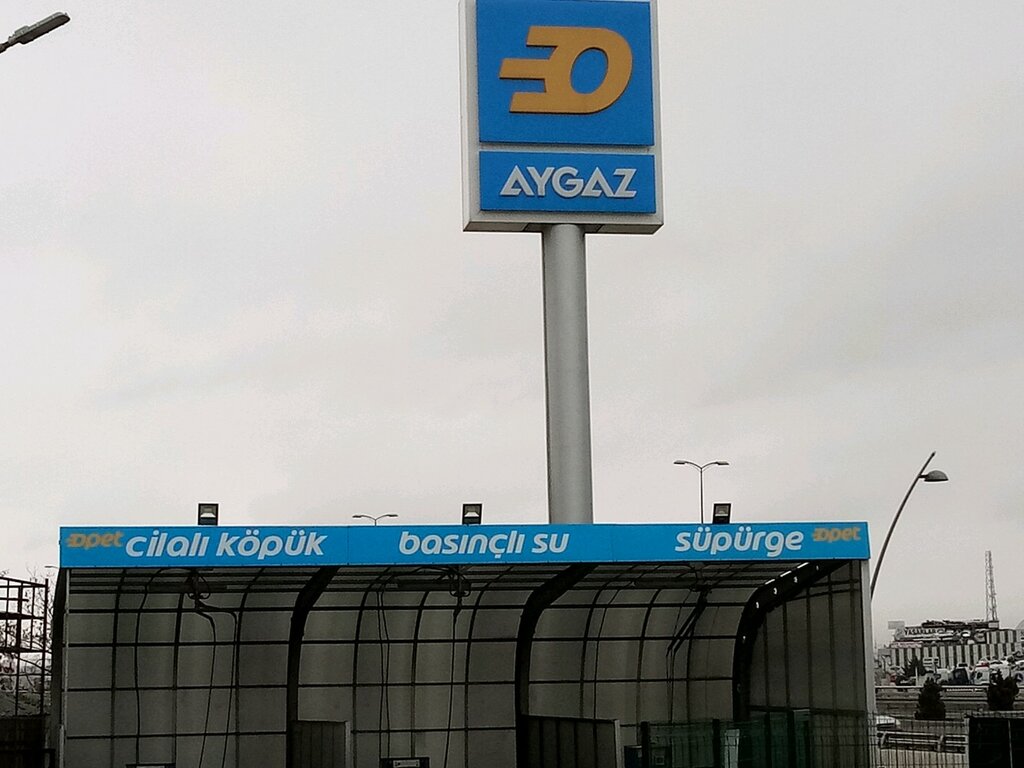 AYGAZ
opet cilalı köpük basınçlı su süpürge opet